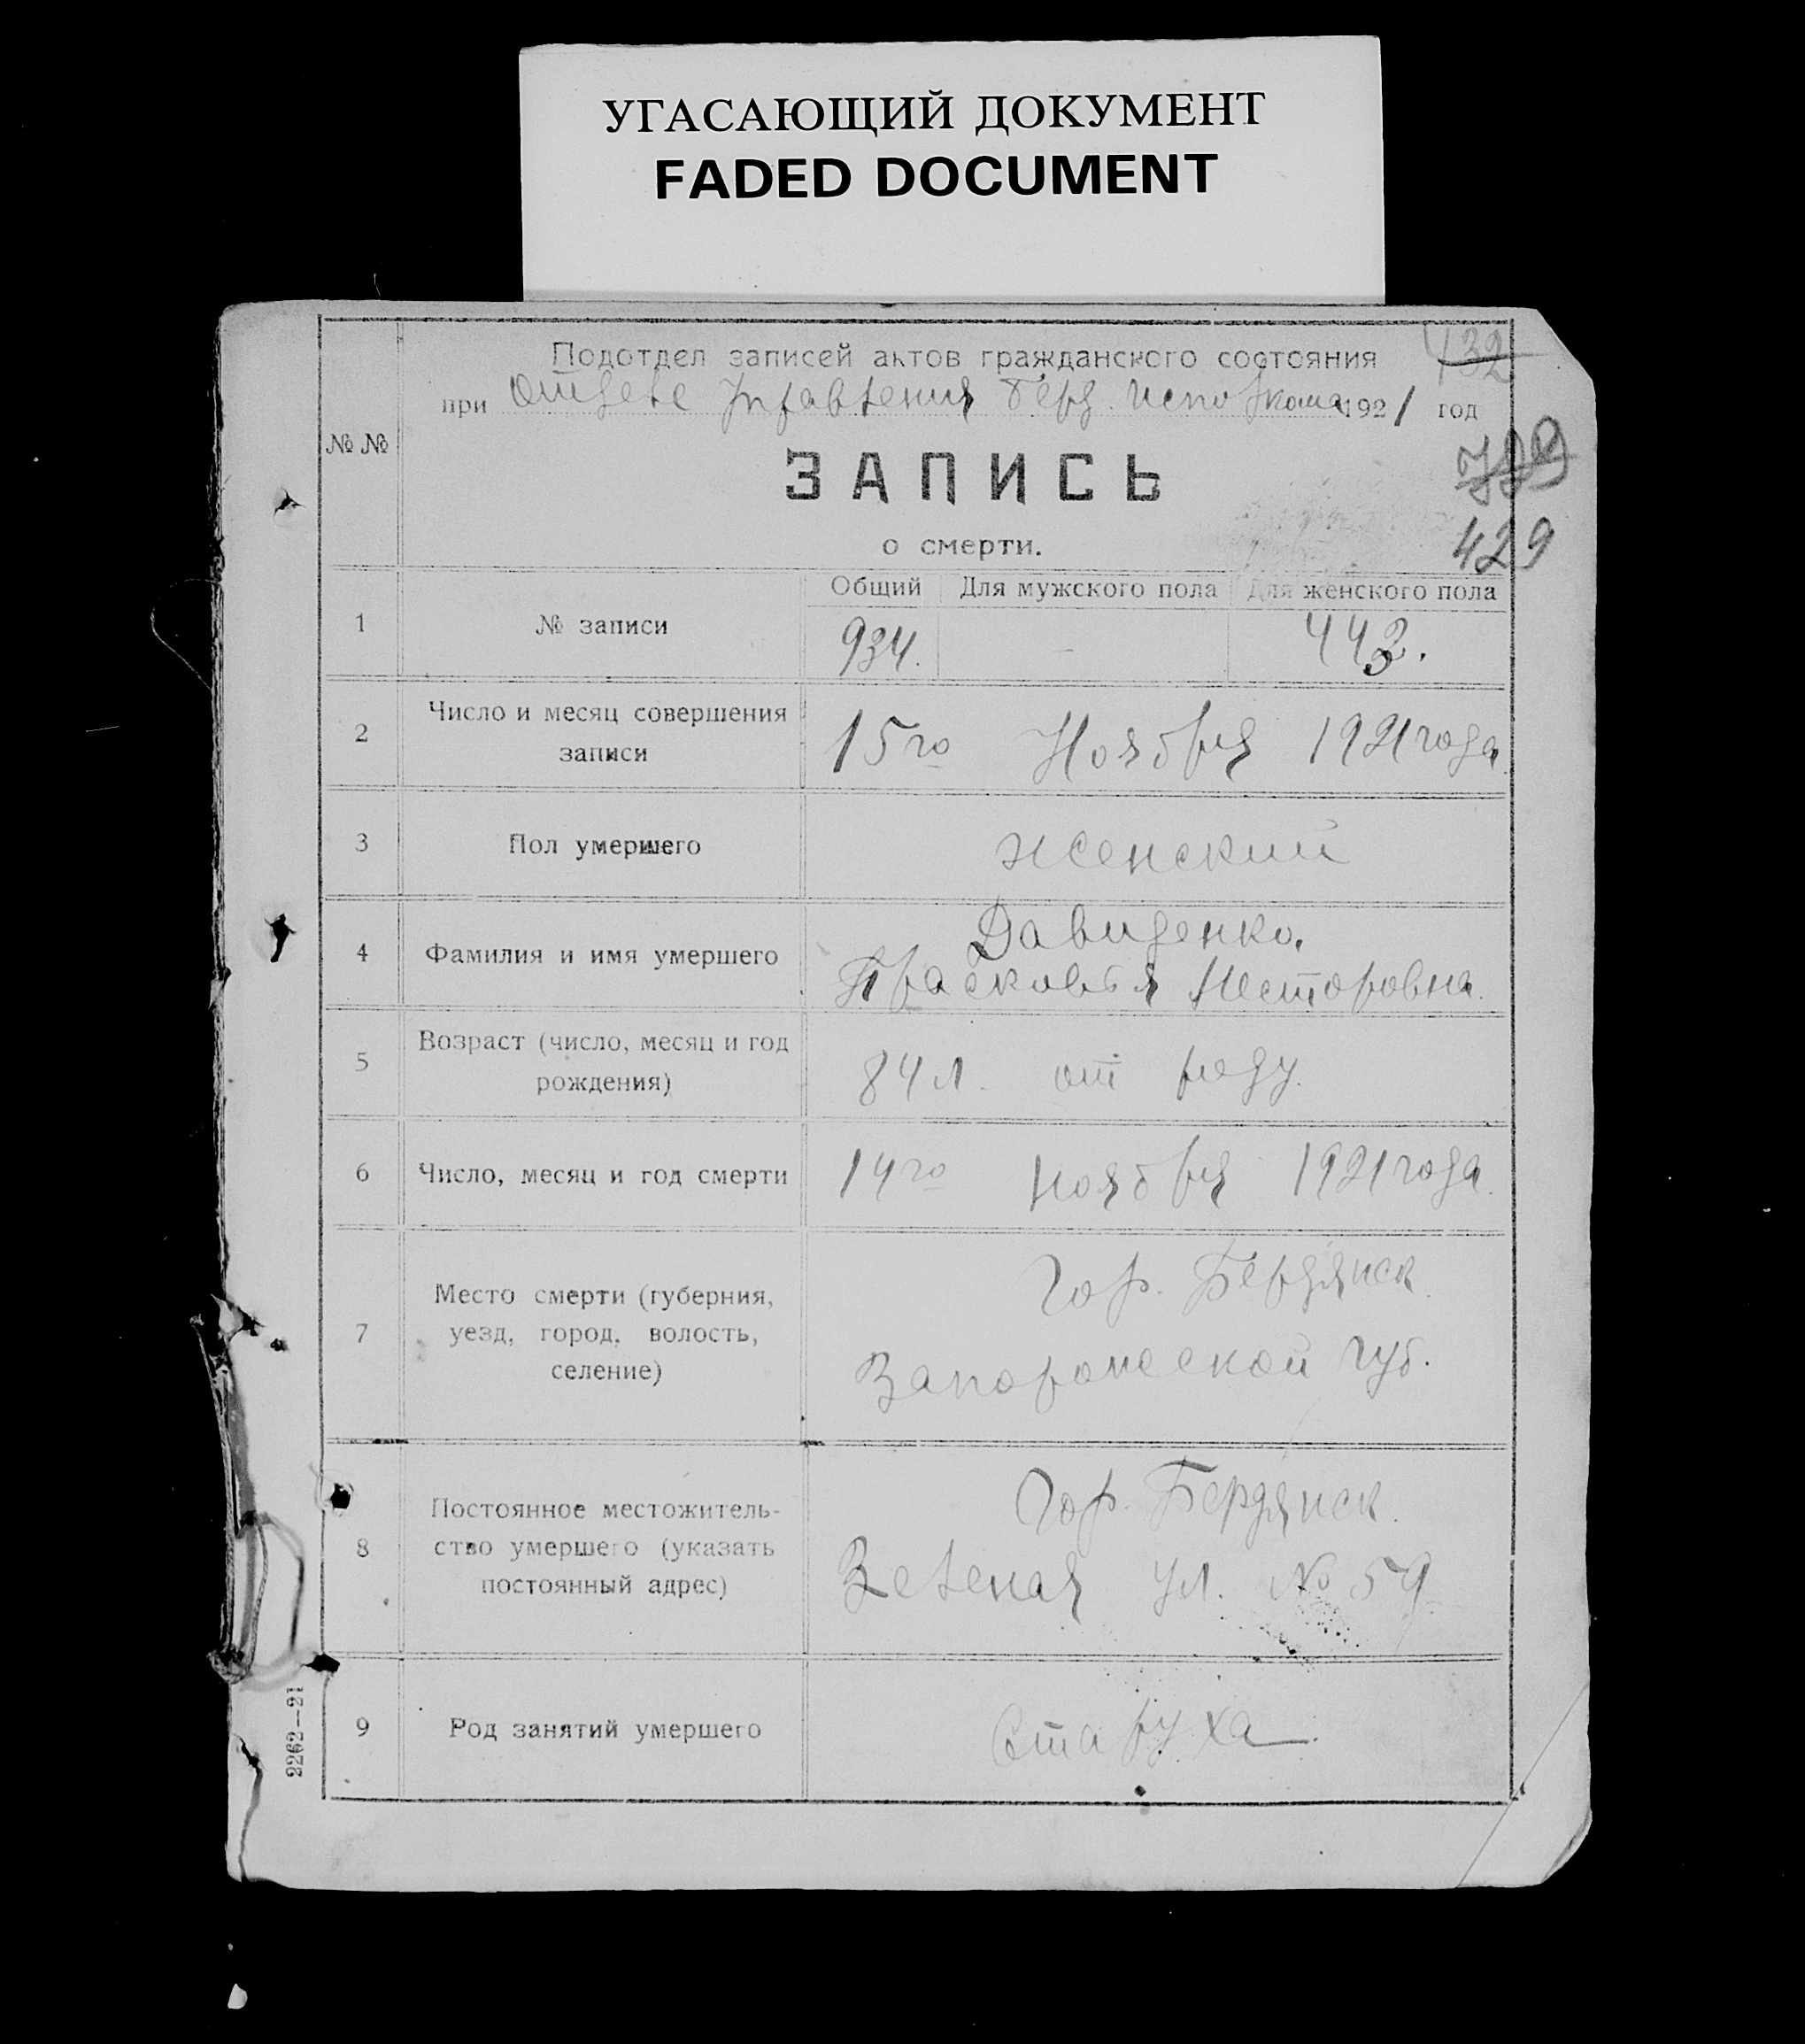 УГАСАЮЩИЙ ДОКУМЕНТ
FADED DOCUMENT
Подотдел записей актов гражданского состояния
132
при Отделе Управления Берд. Исполкома 1921 год
№ №
ЗАПИСЬ
429
о смерти.
Общий Для мужского пола Для женского пола
1 № записи 934. - 443.
2 Число и месяц совершения
записи
15го Ноября 1921 года
3 Пол умершего женский
4 Фамилия и имя умершего
Давиденко.
Прасковья Несторовна.
5 Возраст (число, месяц и год
рождения)
84 л. от роду.
6 Число, месяц и год смерти 14го Ноября 1921 года.
7 Место смерти (губерния,
уезд, город, волость,
селение)
Гор. Бердянск.
Запорожской губ.
8 Постоянное местожитель-
ство умершего (указать
постоянный адрес)
Гор. Бердянск.
Зеленая ул. № 59
9 Род занятий умершего Старуха.
2262—21